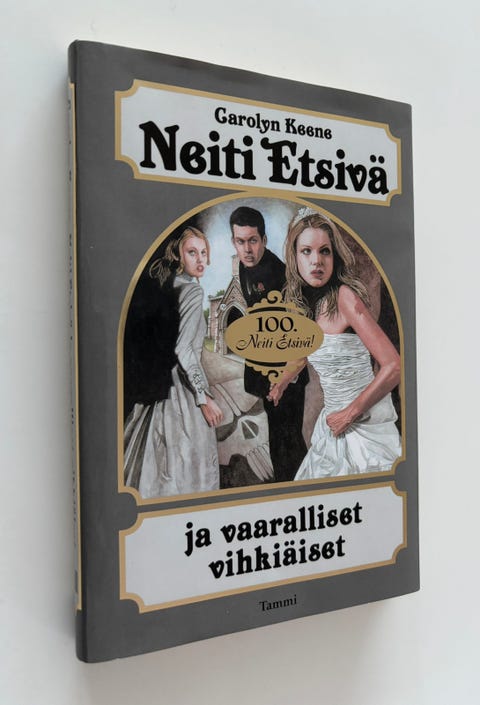 Carolyn Keene
Neiti Etsivä
100.
Neiti Etsivä!
ja vaaralliset
vihkiäiset
Tammi